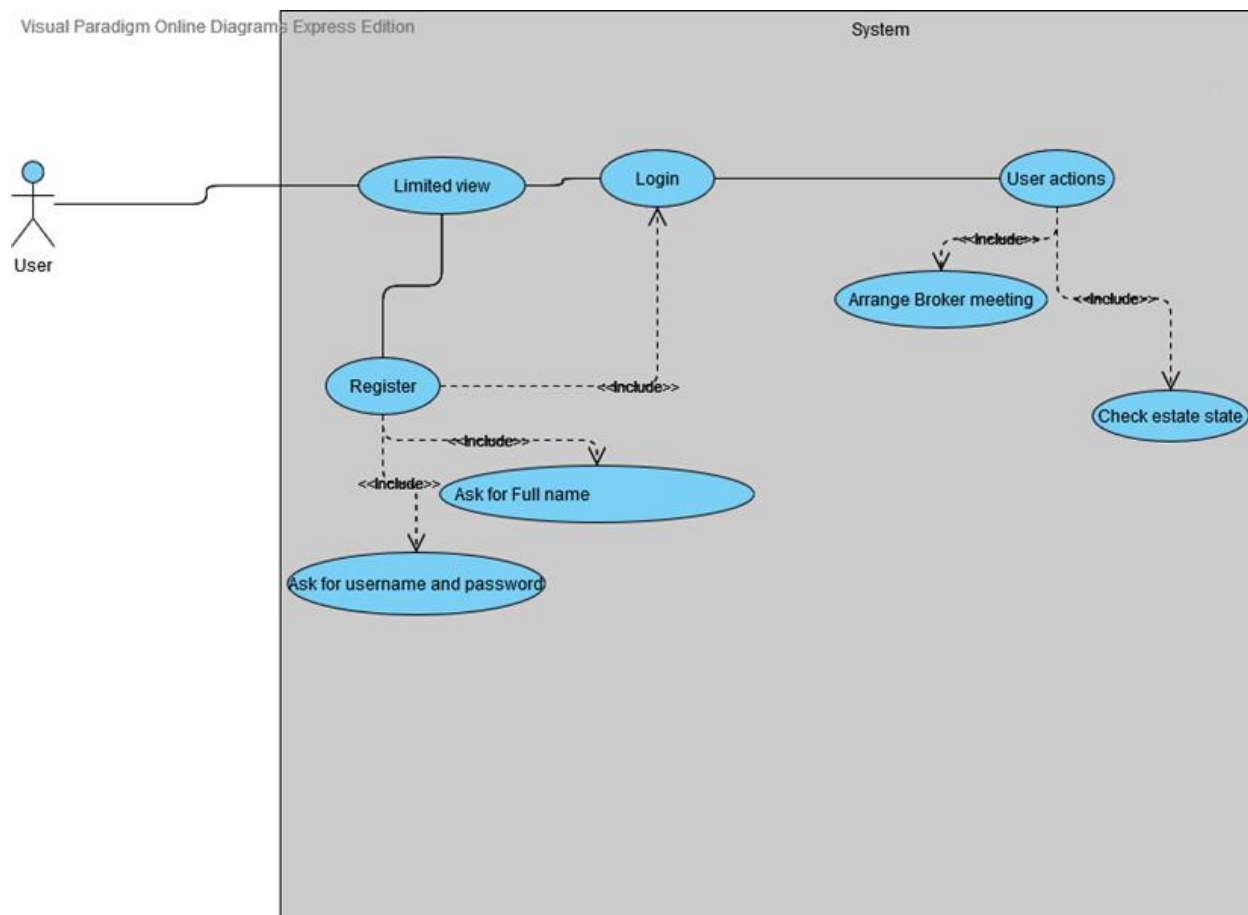 Visual Paradigm Online Diagrams Express Edition
System
User
Limited view
Login
User actions
<<Include>>
Arrange Broker meeting
<<Include>>
Register
<<Include>>
Check estate state
<<Include>>
<<Include>>
Ask for Full name
Ask for username and password